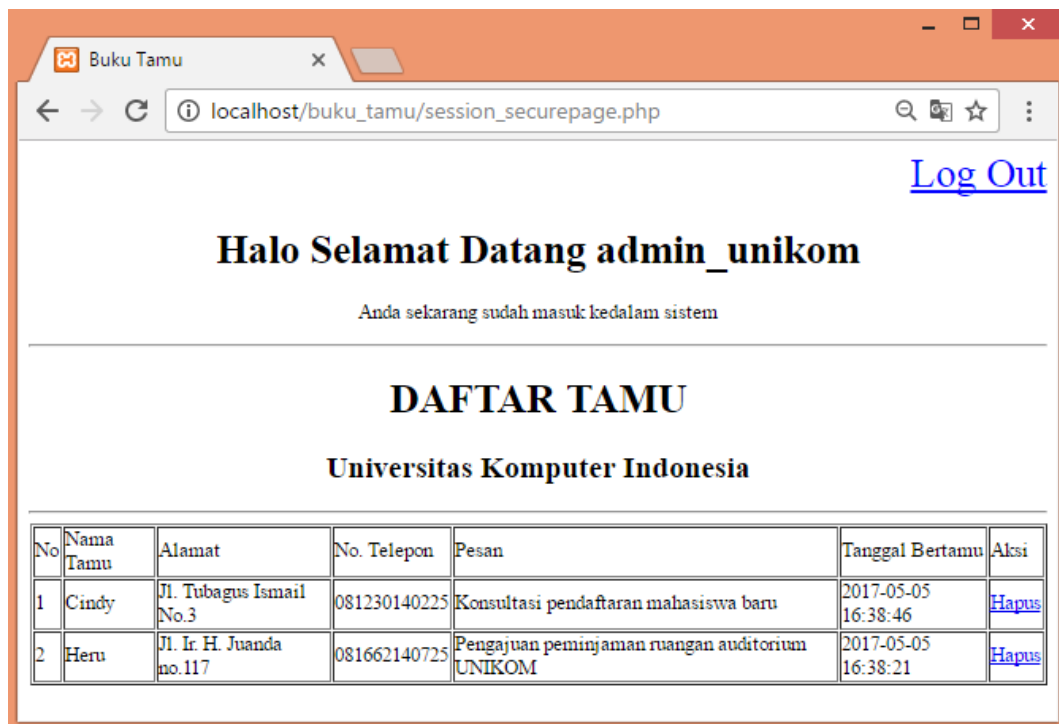 Buku Tamu
localhost/buku_tamu/session_securepage.php
Log Out
Halo Selamat Datang admin_unikom
Anda sekarang sudah masuk kedalam sistem
DAFTAR TAMU
Universitas Komputer Indonesia
No Nama Tamu Alamat No. Telepon Pesan Tanggal Bertamu Aksi
1 Cindy Jl. Tubagus Ismail No.3 081230140225 Konsultasi pendaftaran mahasiswa baru 2017-05-05 16:38:46 Hapus
2 Heru Jl. Ir. H. Juanda no.117 081662140725 Pengajuan peminjaman ruangan auditorium UNIKOM 2017-05-05 16:38:21 Hapus